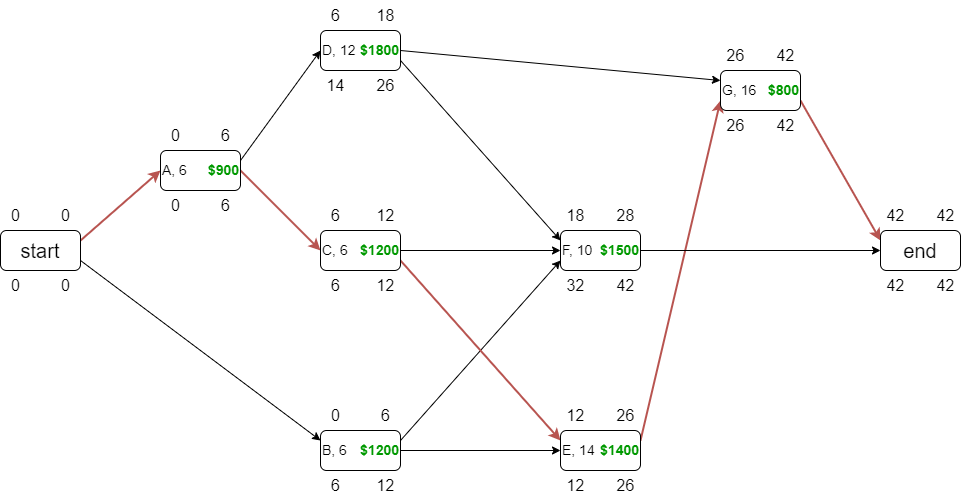 6 18
D, 12 $1800
14 26
26 42
G, 16 $800
26 42
0 6
A, 6 $900
0 6
0 0
start
0 0
6 12
C, 6 $1200
6 12
18 28
F, 10 $1500
32 42
42 42
end
42 42
0 6
B, 6 $1200
6 12
12 26
E, 14 $1400
12 26